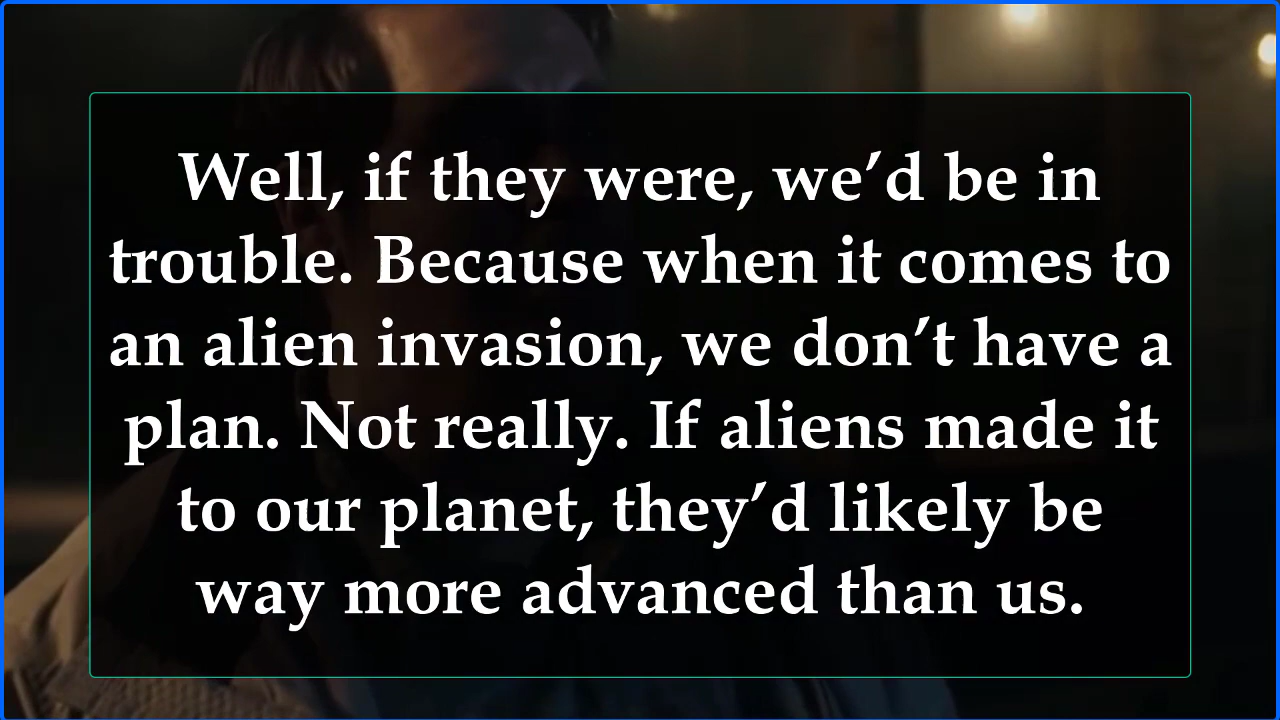 Well, if they were, we’d be in
trouble. Because when it comes to
an alien invasion, we don’t have a
plan. Not really. If aliens made it
to our planet, they’d likely be
way more advanced than us.